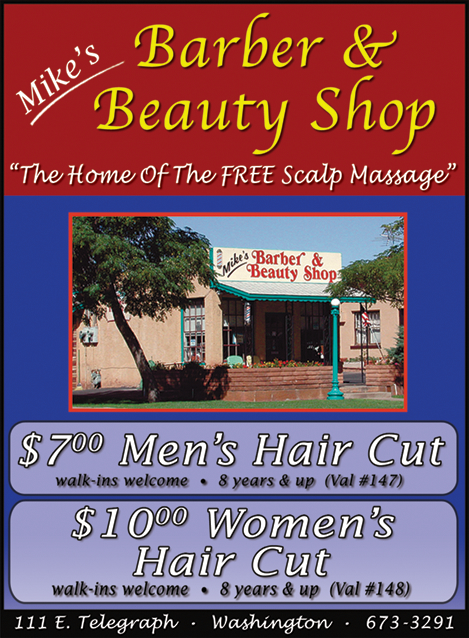 Mike's
Barber &
Beauty Shop
"The Home Of The FREE Scalp Massage"
Mike's Barber &
Beauty Shop
$7⁰⁰ Men's Hair Cut
walk-ins welcome • 8 years & up (Val #147)
$10⁰⁰ Women's
Hair Cut
walk-ins welcome • 8 years & up (Val #148)
111 E. Telegraph · Washington · 673-3291